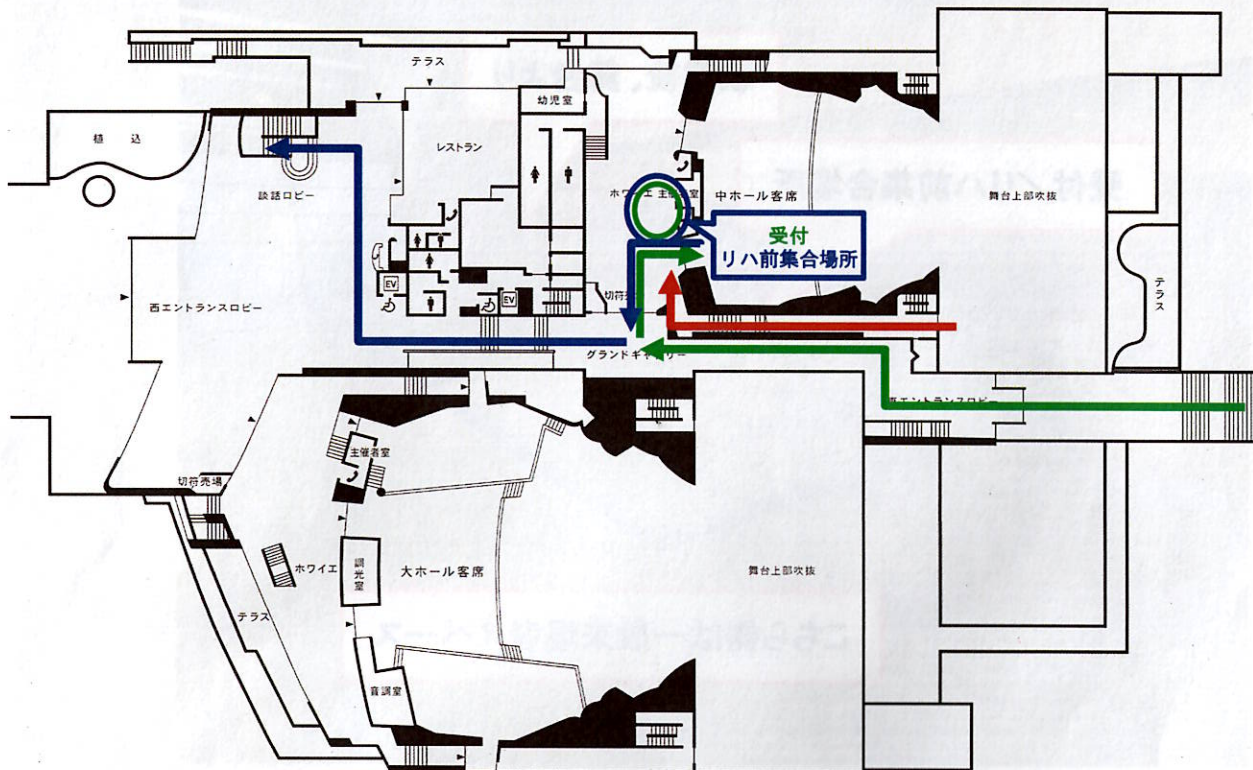 テラス
幼児室
植込
レストラン
談話ロビー
ホワイエ 主催
室
中ホール客席
舞台上部吹抜
受付
リハ前集合場所
テラス
EV
EV
切符売
西エントランスロビー
グランドギャラリー
エントランスロビー
主催者室
切符売場
ホワイエ
調光室
大ホール客席
舞台上部吹抜
テラス
音調室